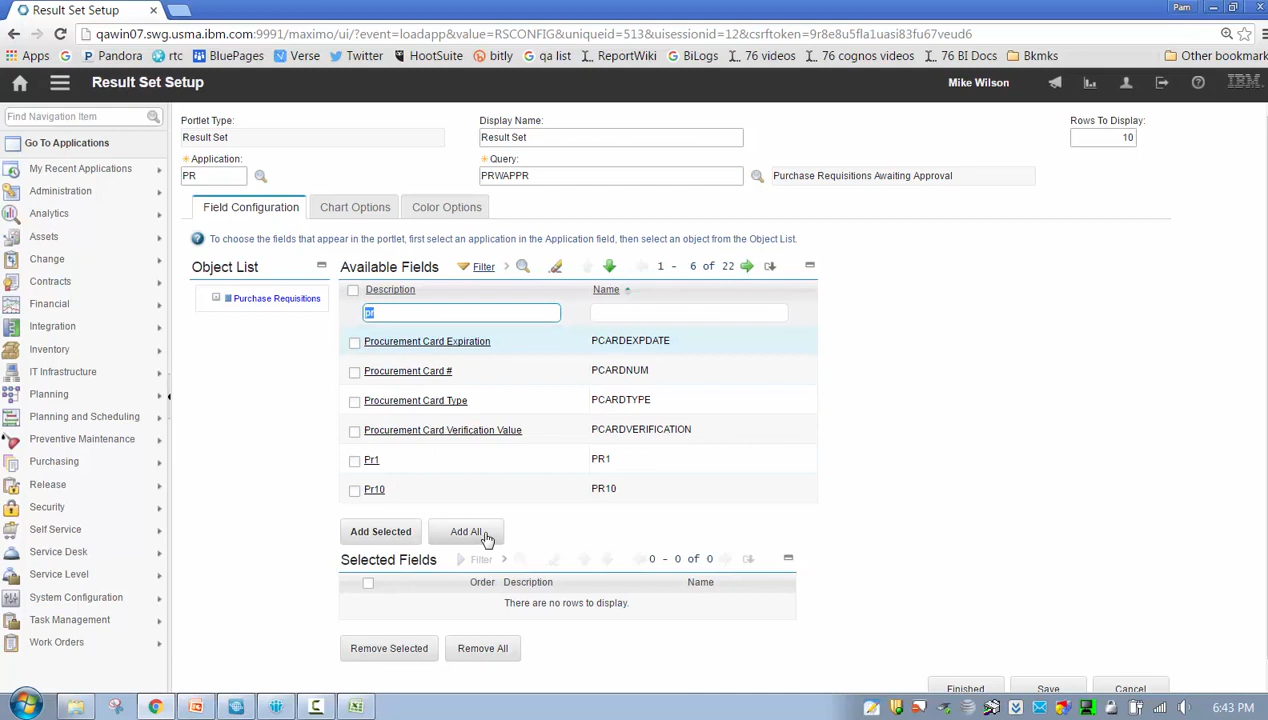 Result Set Setup
Pam
qawin07.swg.usma.ibm.com:9991/maximo/ui/?event=loadapp&value=RSCONFIG&uniqueid=513&uisessionid=12&csrftoken=9r8e8u5fla1uasi83fu67veud6
Apps Pandora rtc BluePages Verse Twitter HootSuite bitly qa list ReportWiki BiLogs 76 videos 76 cognos videos 76 BI Docs Bkmks Other bookmark
Result Set Setup Mike Wilson IBM
Find Navigation Item
Go To Applications
My Recent Applications
Administration
Analytics
Assets
Change
Contracts
Financial
Integration
Inventory
IT Infrastructure
Planning
Planning and Scheduling
Preventive Maintenance
Purchasing
Release
Security
Self Service
Service Desk
Service Level
System Configuration
Task Management
Work Orders
Portlet Type: Display Name: Rows To Display:
Result Set Result Set 10
Application: Query:
PR PRWAPPR Purchase Requisitions Awaiting Approval
Field Configuration Chart Options Color Options
To choose the fields that appear in the portlet, first select an application in the Application field, then select an object from the Object List.
Object List Available Fields Filter 1 - 6 of 22
Purchase Requisitions
Description Name
pr
Procurement Card Expiration PCARDEXPDATE
Procurement Card # PCARDNUM
Procurement Card Type PCARDTYPE
Procurement Card Verification Value PCARDVERIFICATION
Pr1 PR1
Pr10 PR10
Add Selected Add All
Selected Fields Filter 0 - 0 of 0
Order Description Name
There are no rows to display.
Remove Selected Remove All
Finished Save Cancel
6:43 PM